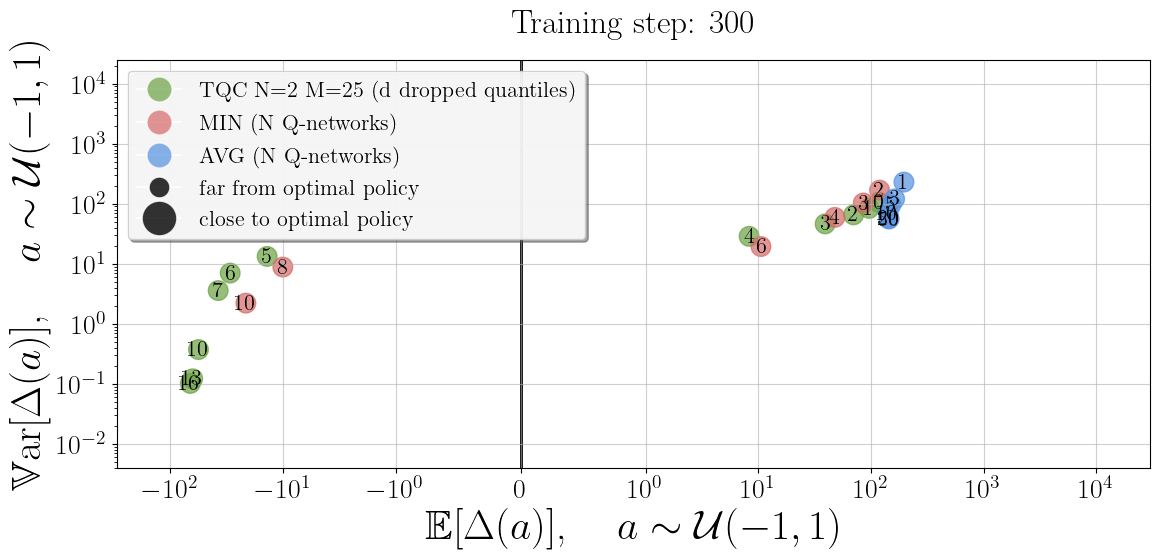 Training step: 300
TQC N=2 M=25 (d dropped quantiles)
MIN (N Q-networks)
AVG (N Q-networks)
far from optimal policy
close to optimal policy
10⁴
10³
10²
10¹
10⁰
10⁻¹
10⁻²
𝕍ar[Δ(a)], a ∼ 𝒰(−1, 1)
1
2
3
4
6
2
3
4
5
8
6
7
10
10
13
16
−10² −10¹ −10⁰ 0 10⁰ 10¹ 10² 10³ 10⁴
𝔼[Δ(a)], a ∼ 𝒰(−1, 1)